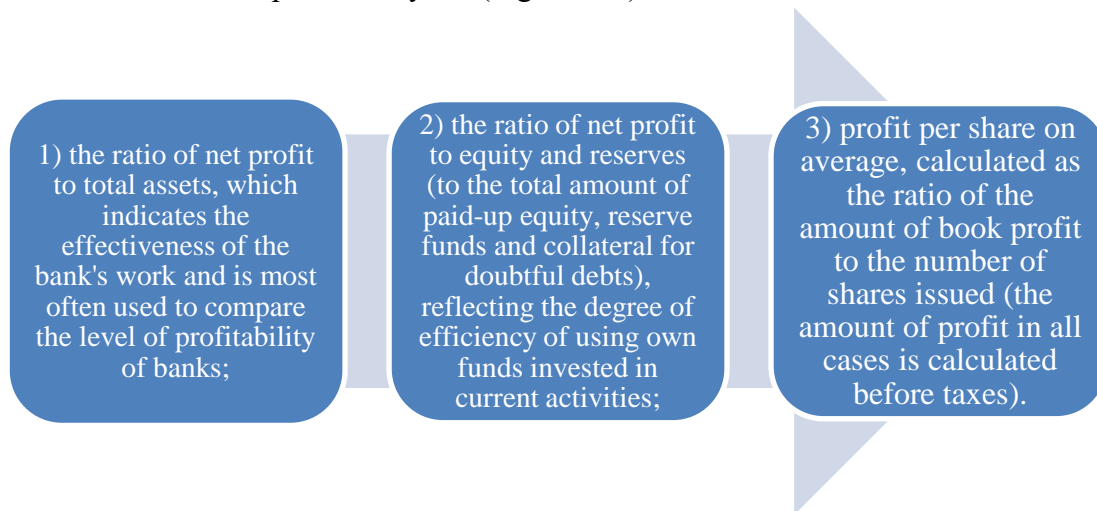 1) the ratio of net profit
to total assets, which
indicates the
effectiveness of the
bank's work and is most
often used to compare
the level of profitability
of banks;
2) the ratio of net profit
to equity and reserves
(to the total amount of
paid-up equity, reserve
funds and collateral for
doubtful debts),
reflecting the degree of
efficiency of using own
funds invested in
current activities;
3) profit per share on
average, calculated as
the ratio of the
amount of book profit
to the number of
shares issued (the
amount of profit in all
cases is calculated
before taxes).